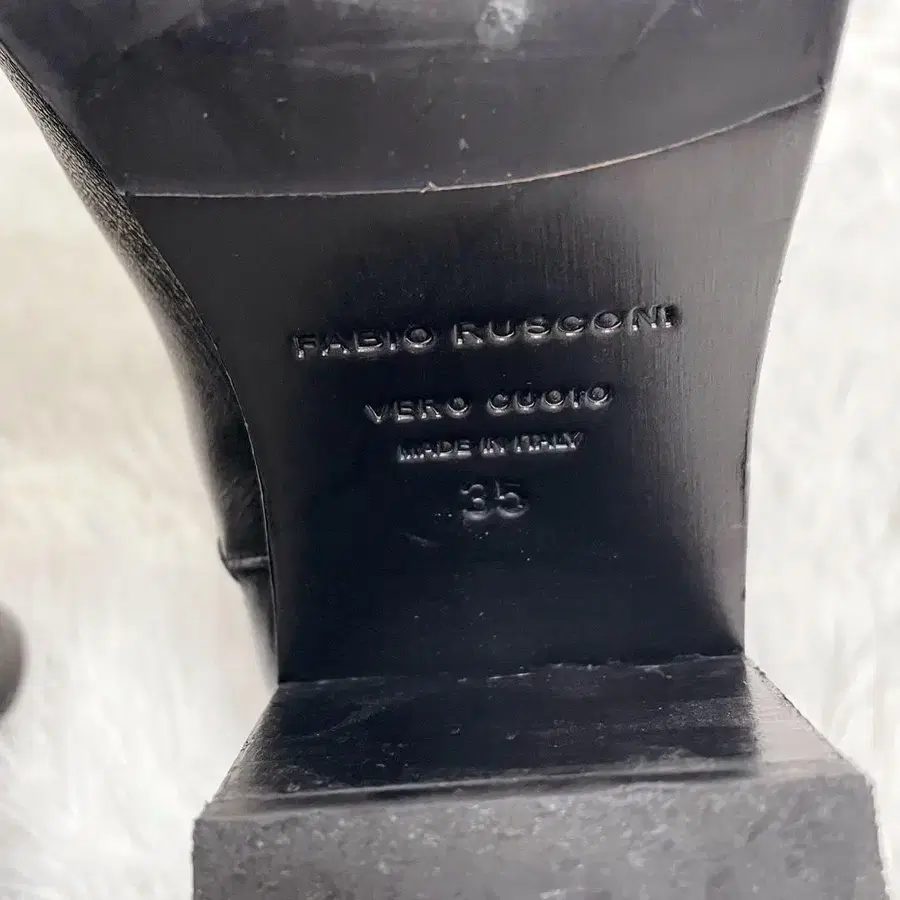 FABIO RUSCONI
VERO CUOIO
MADE IN ITALY
35